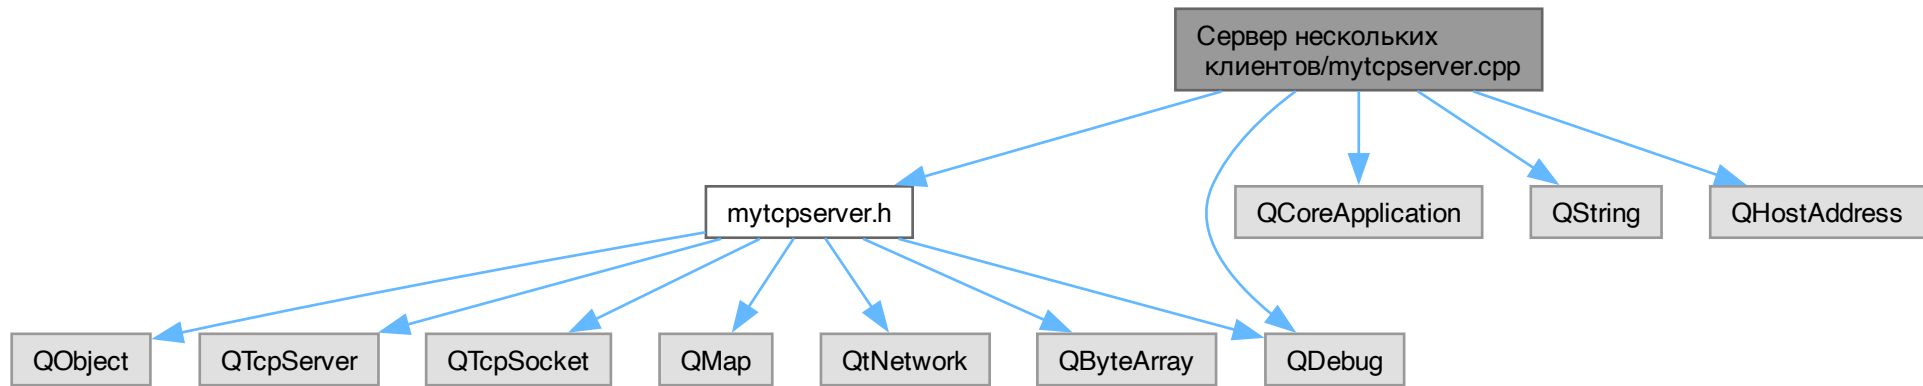 Сервер нескольких
клиентов/mytcpserver.cpp
mytcpserver.h
QCoreApplication
QString
QHostAddress
QObject
QTcpServer
QTcpSocket
QMap
QtNetwork
QByteArray
QDebug